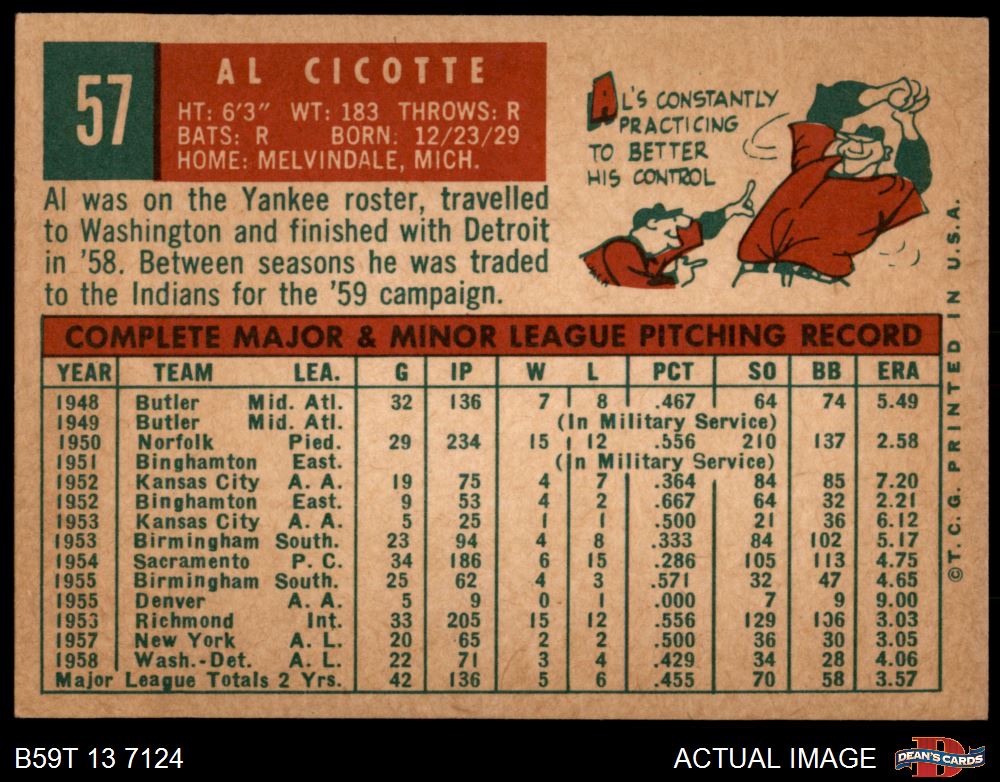 57
AL CICOTTE
HT: 6'3" WT: 183 THROWS: R
BATS: R BORN: 12/23/29
HOME: MELVINDALE, MICH.
AL'S CONSTANTLY
PRACTICING
TO BETTER
HIS CONTROL
Al was on the Yankee roster, travelled
to Washington and finished with Detroit
in '58. Between seasons he was traded
to the Indians for the '59 campaign.
COMPLETE MAJOR & MINOR LEAGUE PITCHING RECORD
YEAR TEAM LEA. G IP W L PCT SO BB ERA
1948 Butler Mid. Atl. 32 136 7 8 .467 64 74 5.49
1949 Butler Mid. Atl. (In Military Service)
1950 Norfolk Pied. 29 234 15 12 .556 210 137 2.58
1951 Binghamton East. (In Military Service)
1952 Kansas City A. A. 19 75 4 7 .364 84 85 7.20
1952 Binghamton East. 9 53 4 2 .667 64 32 2.21
1953 Kansas City A. A. 5 25 1 1 .500 21 36 6.12
1953 Birmingham South. 23 94 4 8 .333 84 102 5.17
1954 Sacramento P. C. 34 186 6 15 .286 105 113 4.75
1955 Birmingham South. 25 62 4 3 .571 32 47 4.65
1955 Denver A. A. 5 9 0 1 .000 7 9 9.00
1953 Richmond Int. 33 205 15 12 .556 129 106 3.03
1957 New York A. L. 20 65 2 2 .500 36 30 3.05
1958 Wash.-Det. A. L. 22 71 3 4 .429 34 28 4.06
Major League Totals 2 Yrs. 42 136 5 6 .455 70 58 3.57
©T. C. G. PRINTED IN U.S.A.
B59T 13 7124
ACTUAL IMAGE
D
DEAN'S CARDS